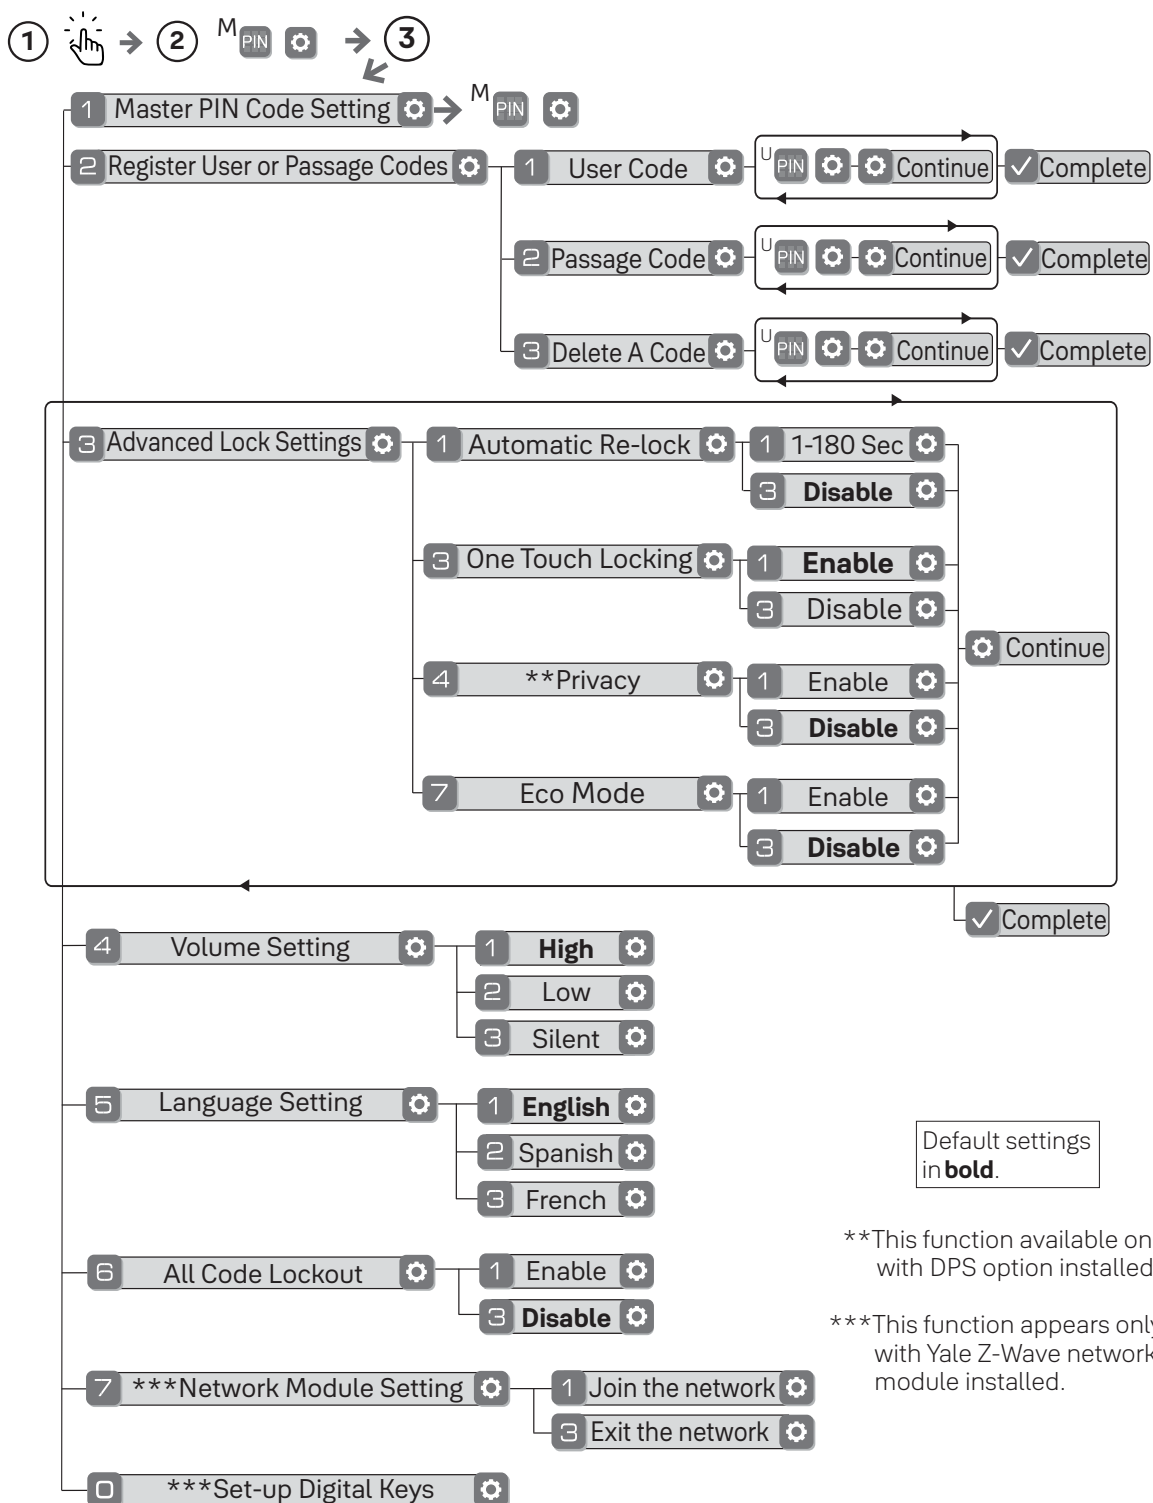 1 2 M PIN 3
1 Master PIN Code Setting M PIN
2 Register User or Passage Codes 1 User Code U PIN Continue Complete
2 Passage Code U PIN Continue Complete
3 Delete A Code U PIN Continue Complete
3 Advanced Lock Settings 1 Automatic Re-lock 1 1-180 Sec
3 Disable
3 One Touch Locking 1 Enable
3 Disable
Continue
4 **Privacy 1 Enable
3 Disable
7 Eco Mode 1 Enable
3 Disable
Complete
4 Volume Setting 1 High
2 Low
3 Silent
5 Language Setting 1 English
2 Spanish
3 French
Default settings
in bold.
**This function available on
with DPS option installed
6 All Code Lockout 1 Enable
3 Disable
***This function appears only
with Yale Z-Wave network
module installed.
7 ***Network Module Setting 1 Join the network
3 Exit the network
0 ***Set-up Digital Keys